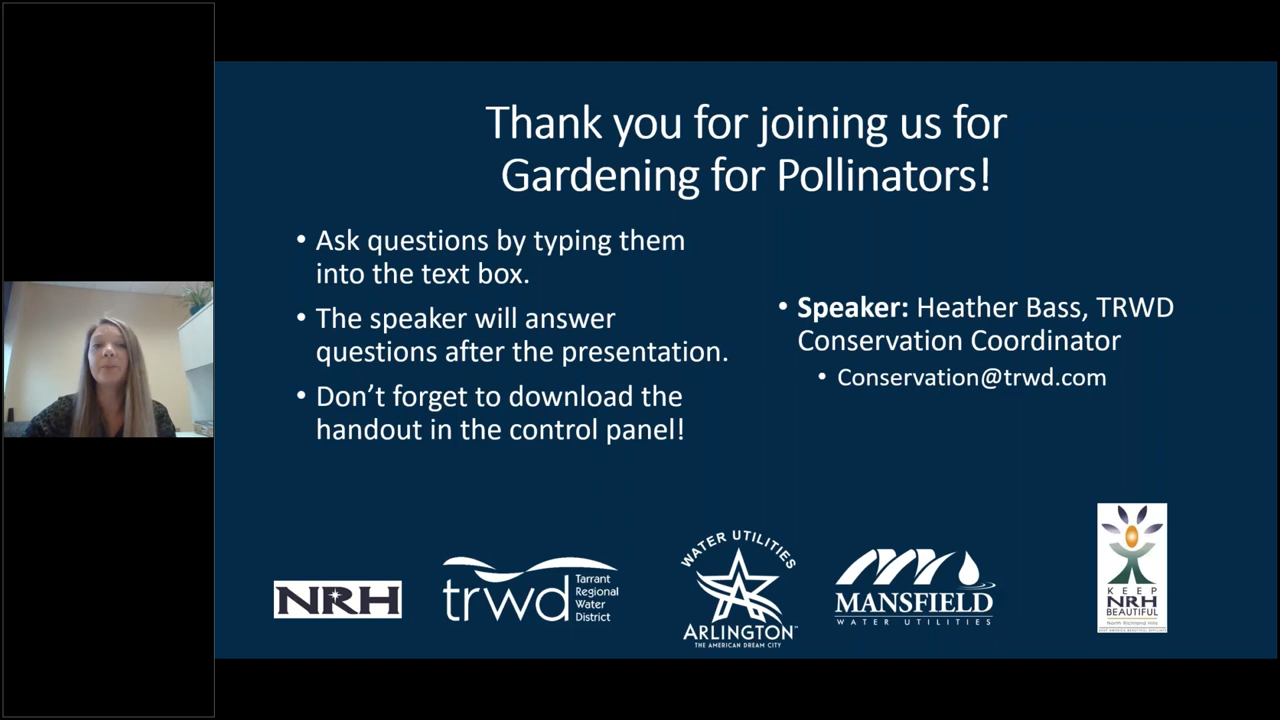 Thank you for joining us for
Gardening for Pollinators!
• Ask questions by typing them
into the text box.
• The speaker will answer
questions after the presentation.
• Don't forget to download the
handout in the control panel!
• Speaker: Heather Bass, TRWD
Conservation Coordinator
• Conservation@trwd.com
NRH
trwd
Tarrant
Regional
Water
District
WATER UTILITIES
ARLINGTON
THE AMERICAN DREAM CITY
MANSFIELD
WATER UTILITIES
KEEP
NRH
BEAUTIFUL
North Richland Hills